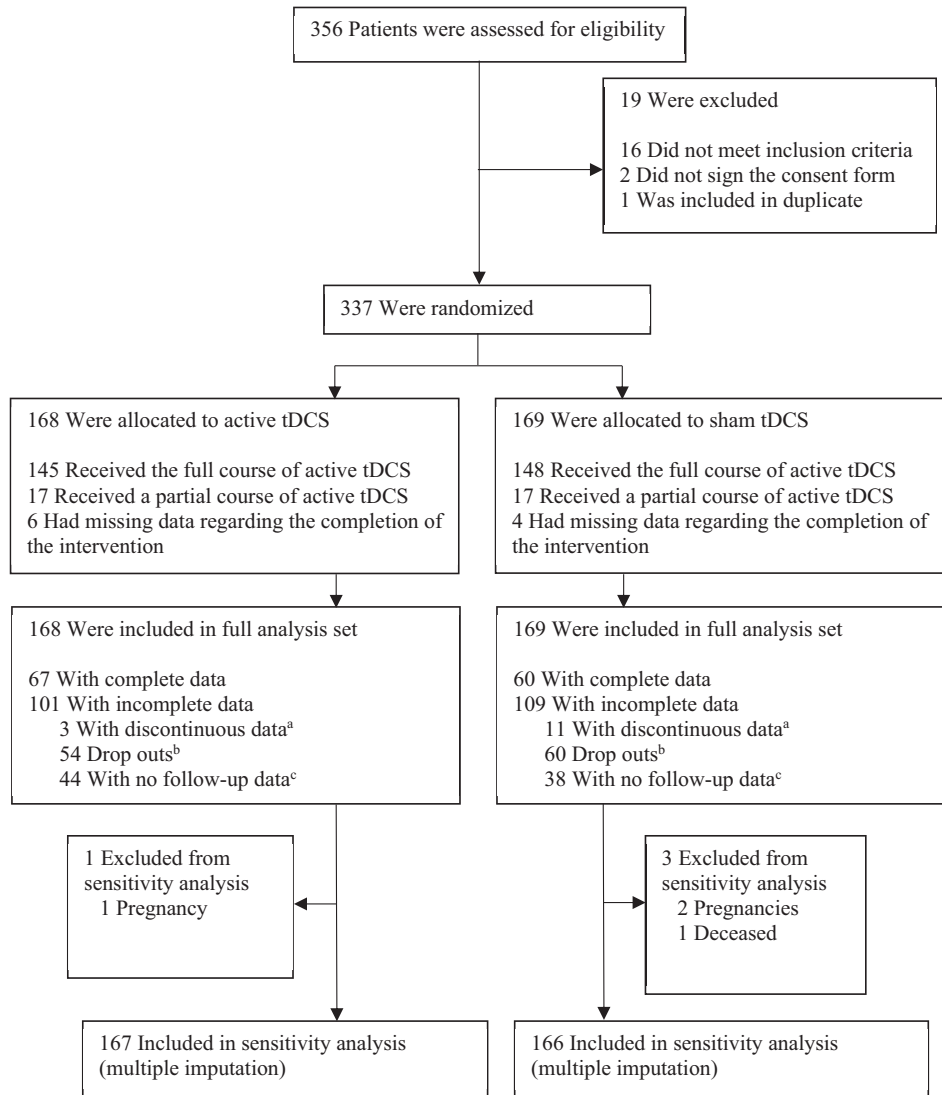 356 Patients were assessed for eligibility
19 Were excluded
16 Did not meet inclusion criteria
2 Did not sign the consent form
1 Was included in duplicate
337 Were randomized
168 Were allocated to active tDCS
145 Received the full course of active tDCS
17 Received a partial course of active tDCS
6 Had missing data regarding the completion of
the intervention
169 Were allocated to sham tDCS
148 Received the full course of active tDCS
17 Received a partial course of active tDCS
4 Had missing data regarding the completion of
the intervention
168 Were included in full analysis set
67 With complete data
101 With incomplete data
3 With discontinuous dataᵃ
54 Drop outsᵇ
44 With no follow-up dataᶜ
169 Were included in full analysis set
60 With complete data
109 With incomplete data
11 With discontinuous dataᵃ
60 Drop outsᵇ
38 With no follow-up dataᶜ
1 Excluded from
sensitivity analysis
1 Pregnancy
3 Excluded from
sensitivity analysis
2 Pregnancies
1 Deceased
167 Included in sensitivity analysis
(multiple imputation)
166 Included in sensitivity analysis
(multiple imputation)